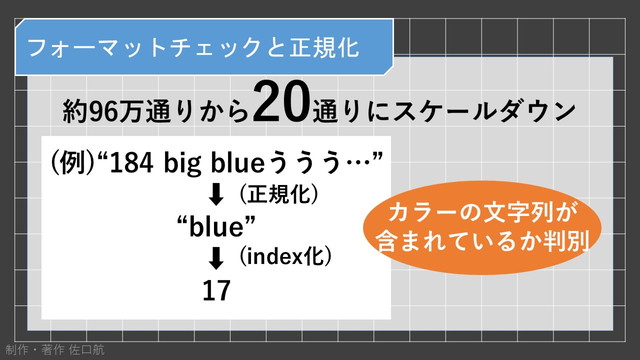 フォーマットチェックと正規化
約96万通りから20通りにスケールダウン
(例)“184 big blueううう…”
(正規化)
“blue”
(index化)
17
カラーの文字列が
含まれているか判別
制作・著作 佐口航